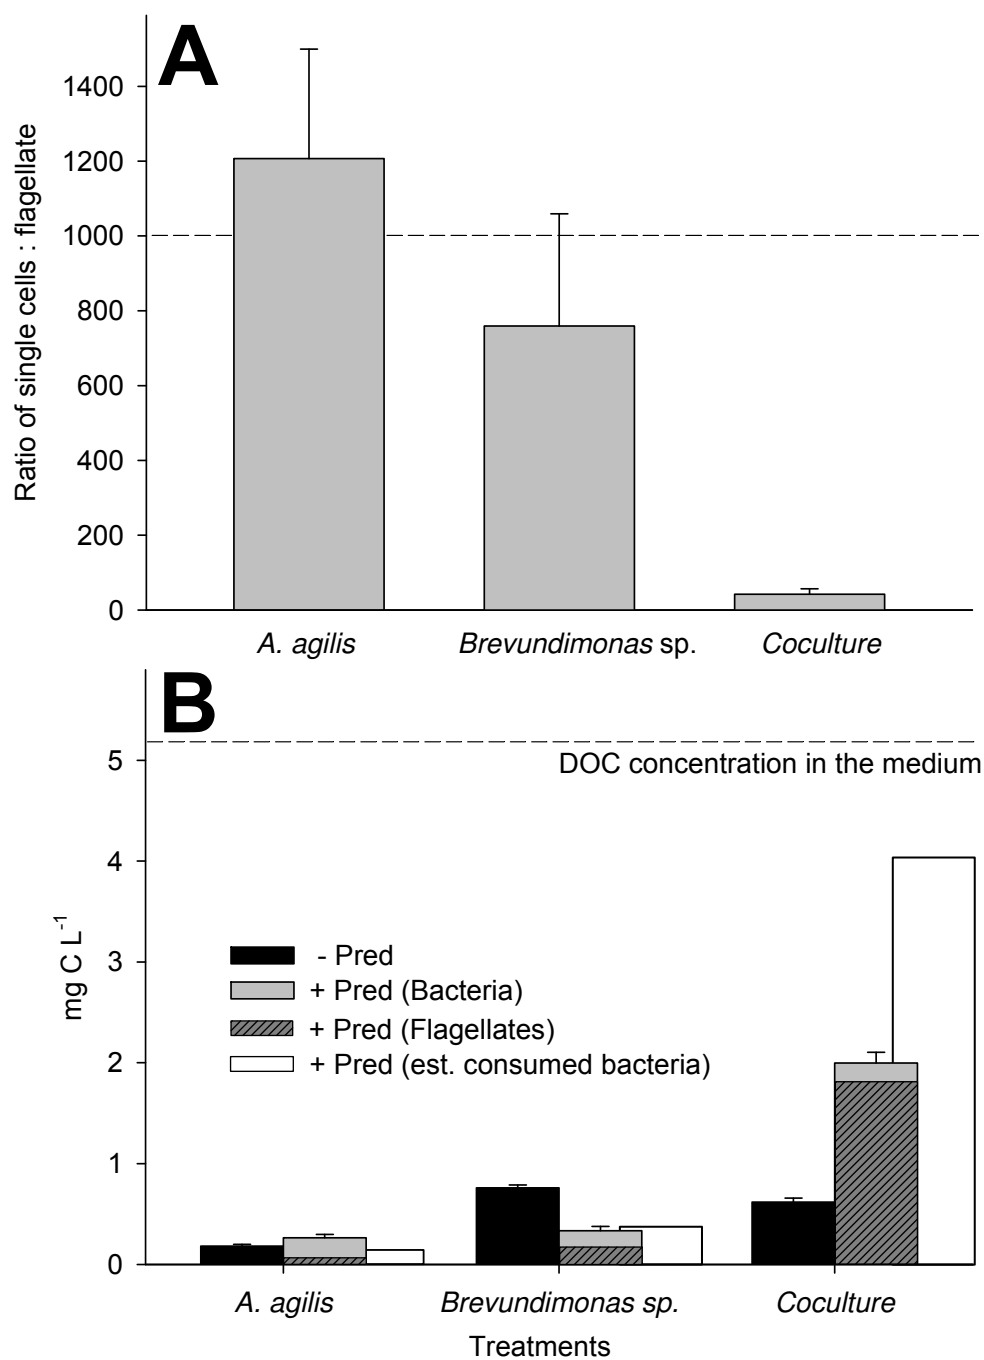 A
Ratio of single cells : flagellate
1400
1200
1000
800
600
400
200
0
A. agilis
Brevundimonas sp.
Coculture
B
DOC concentration in the medium
mg C L-1
5
4
3
2
1
0
- Pred
+ Pred (Bacteria)
+ Pred (Flagellates)
+ Pred (est. consumed bacteria)
A. agilis
Brevundimonas sp.
Coculture
Treatments